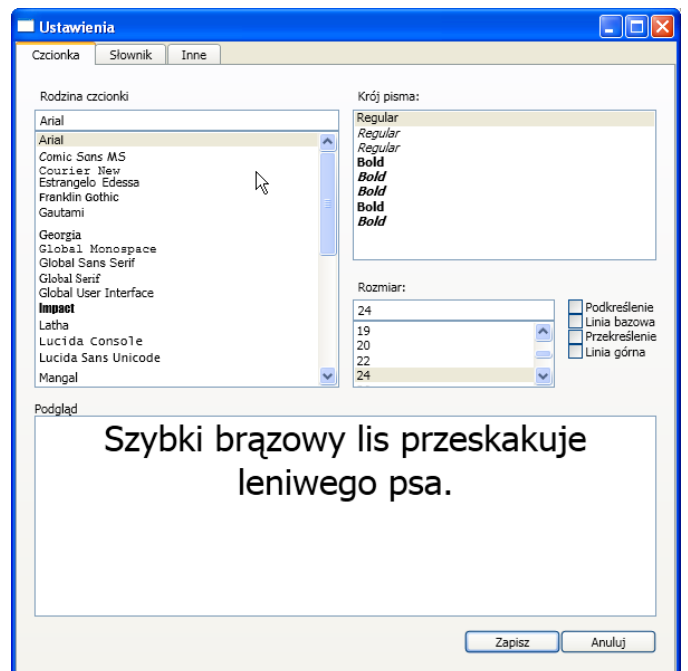 Ustawienia
Czcionka
Słownik
Inne
Rodzina czcionki
Arial
Arial
Comic Sans MS
Courier New
Estrangelo Edessa
Franklin Gothic
Gautami
Georgia
Global Monospace
Global Sans Serif
Global Serif
Global User Interface
Impact
Latha
Lucida Console
Lucida Sans Unicode
Mangal
Krój pisma:
Regular
Regular
Regular
Bold
Bold
Bold
Bold
Bold
Rozmiar:
24
19
20
22
24
Podkreślenie
Linia bazowa
Przekreślenie
Linia górna
Podgląd
Szybki brązowy lis przeskakuje
leniwego psa.
Zapisz
Anuluj